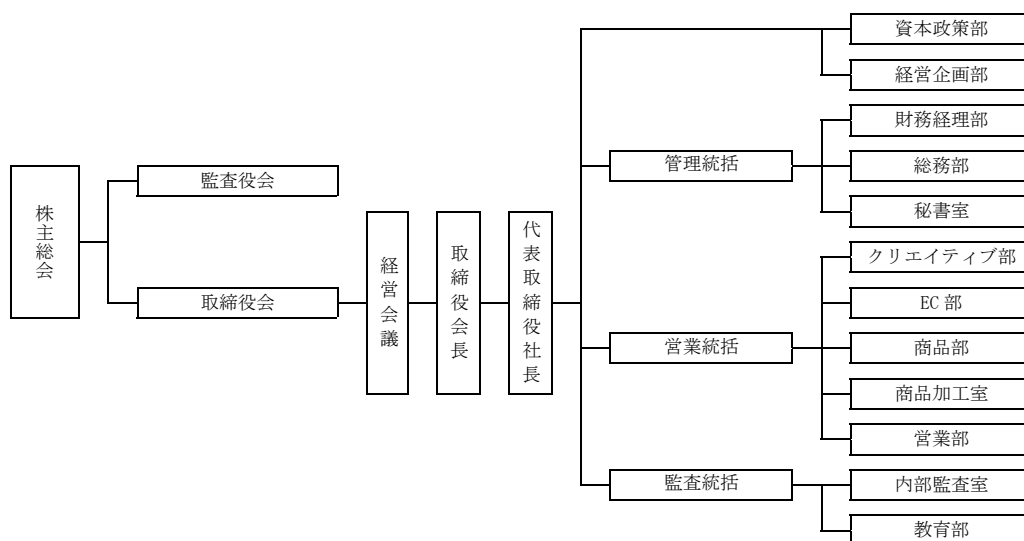 株主総会
監査役会
取締役会
経営会議
取締役会長
代表取締役社長
資本政策部
経営企画部
管理統括
財務経理部
総務部
秘書室
営業統括
クリエイティブ部
EC 部
商品部
商品加工室
営業部
監査統括
内部監査室
教育部